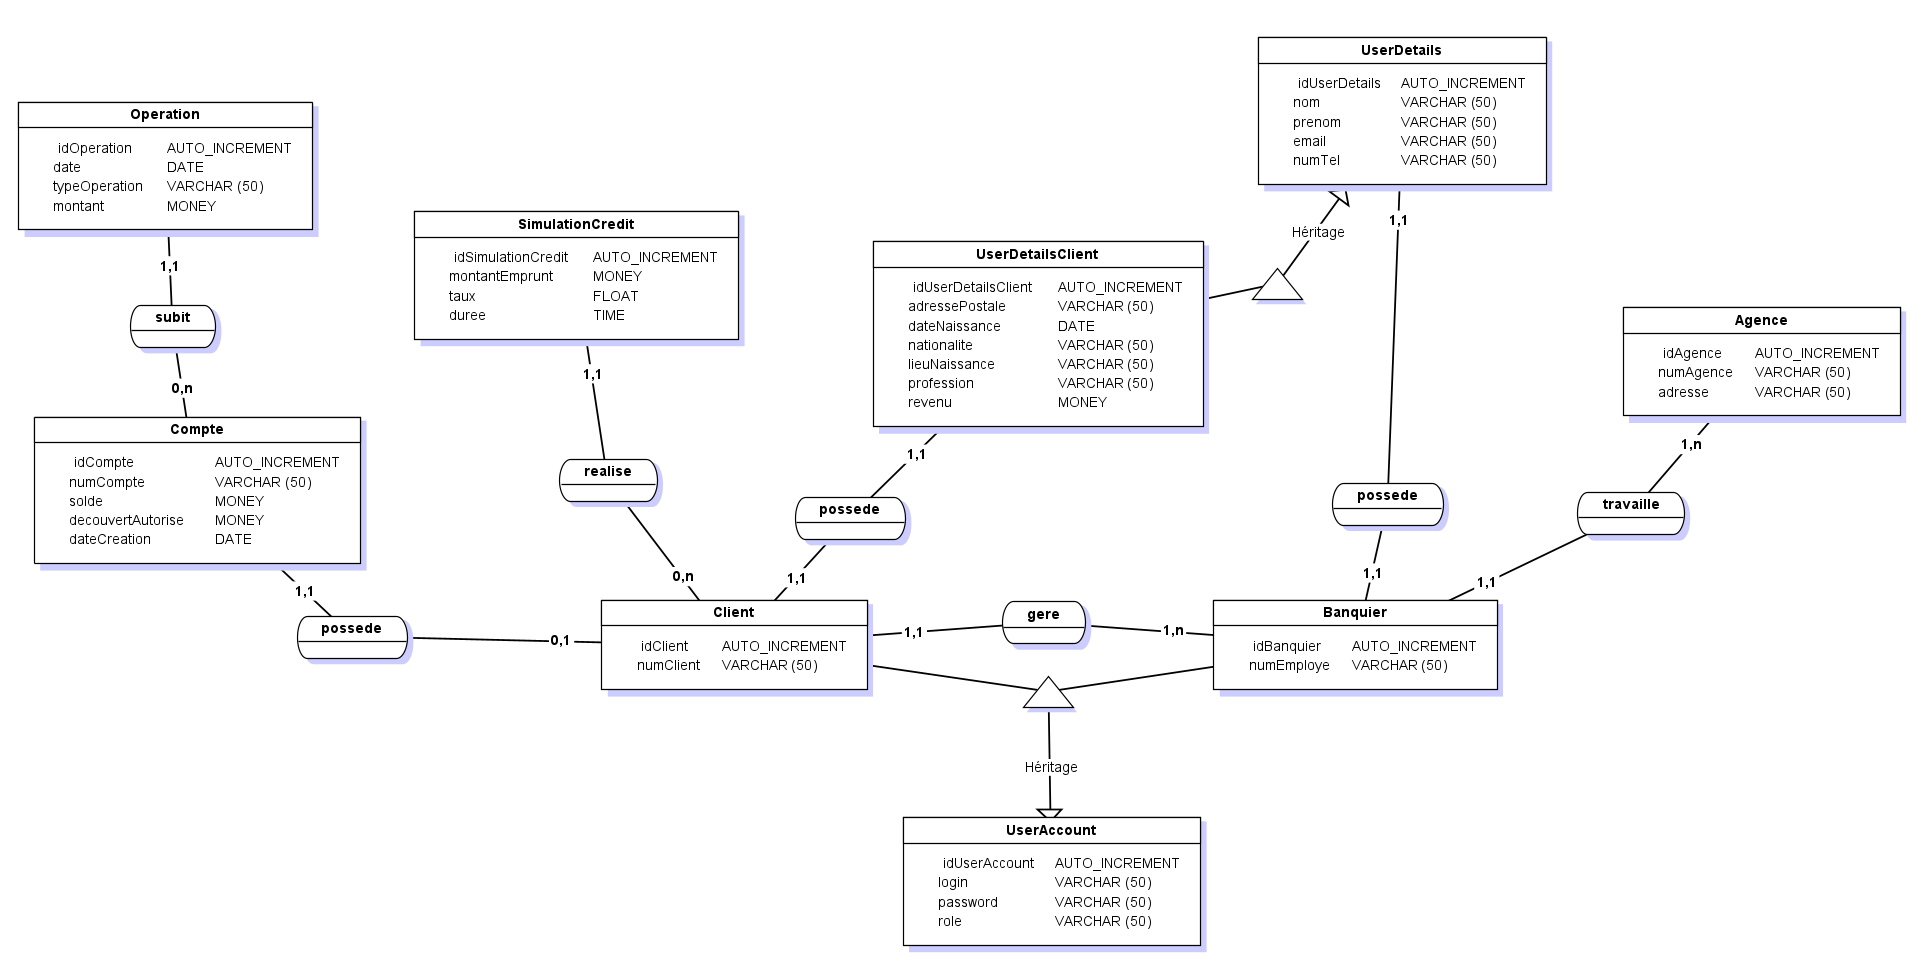 UserDetails
idUserDetails AUTO_INCREMENT
nom VARCHAR (50)
prenom VARCHAR (50)
email VARCHAR (50)
numTel VARCHAR (50)
Operation
idOperation AUTO_INCREMENT
date DATE
typeOperation VARCHAR (50)
montant MONEY
SimulationCredit
idSimulationCredit AUTO_INCREMENT
montantEmprunt MONEY
taux FLOAT
duree TIME
1,1
Héritage
UserDetailsClient
idUserDetailsClient AUTO_INCREMENT
adressePostale VARCHAR (50)
dateNaissance DATE
nationalite VARCHAR (50)
lieuNaissance VARCHAR (50)
profession VARCHAR (50)
revenu MONEY
1,1
subit
0,n
Agence
idAgence AUTO_INCREMENT
numAgence VARCHAR (50)
adresse VARCHAR (50)
1,1
Compte
idCompte AUTO_INCREMENT
numCompte VARCHAR (50)
solde MONEY
decouvertAutorise MONEY
dateCreation DATE
realise
1,1
possede
possede
1,n
travaille
1,1
possede
0,1
0,n
1,1
1,1
1,1
Client
idClient AUTO_INCREMENT
numClient VARCHAR (50)
1,1
gere
1,n
Banquier
idBanquier AUTO_INCREMENT
numEmploye VARCHAR (50)
Héritage
UserAccount
idUserAccount AUTO_INCREMENT
login VARCHAR (50)
password VARCHAR (50)
role VARCHAR (50)